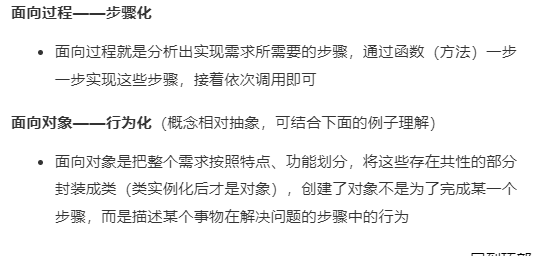 面向过程——步骤化
面向过程就是分析出实现需求所需要的步骤，通过函数（方法）一步
一步实现这些步骤，接着依次调用即可
面向对象——行为化（概念相对抽象，可结合下面的例子理解）
面向对象是把整个需求按照特点、功能划分，将这些存在共性的部分
封装成类（类实例化后才是对象），创建了对象不是为了完成某一个
步骤，而是描述某个事物在解决问题的步骤中的行为